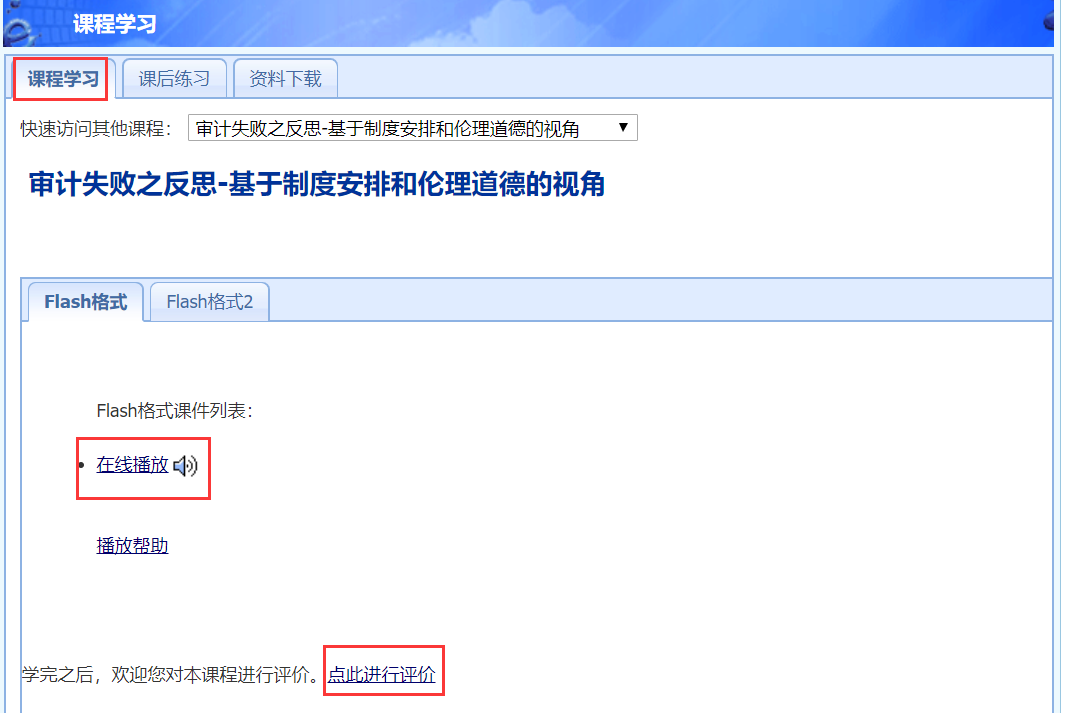 课程学习
课程学习 课后练习 资料下载
快速访问其他课程： 审计失败之反思-基于制度安排和伦理道德的视角
审计失败之反思-基于制度安排和伦理道德的视角
Flash格式 Flash格式2
Flash格式课件列表：
在线播放
播放帮助
学完之后，欢迎您对本课程进行评价。点此进行评价